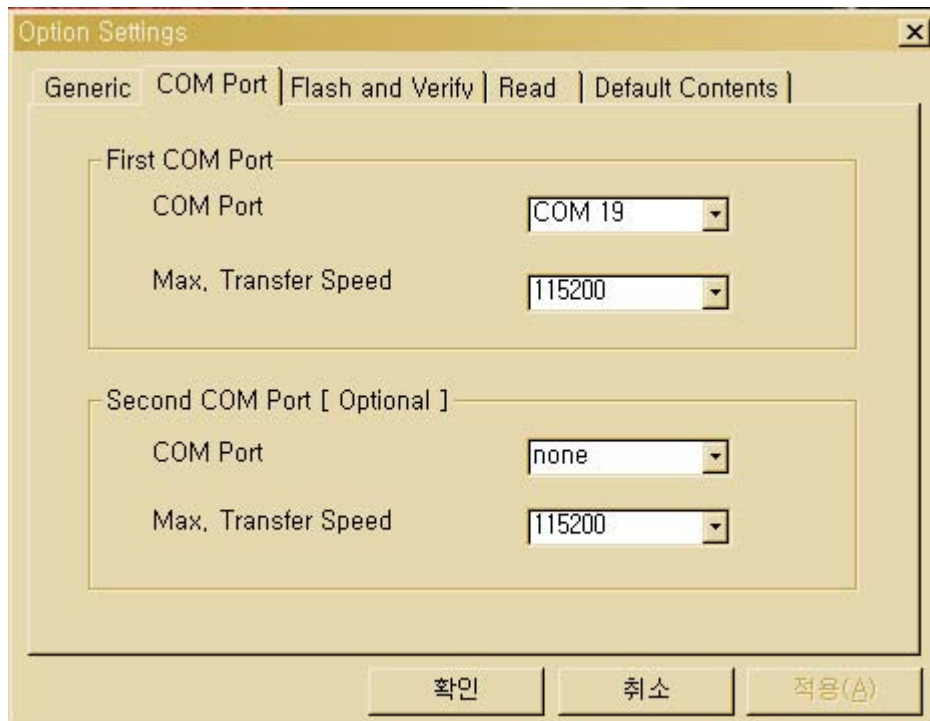 Option Settings
Generic COM Port Flash and Verify Read Default Contents
First COM Port
COM Port COM 19
Max. Transfer Speed 115200
Second COM Port [ Optional ]
COM Port none
Max. Transfer Speed 115200
확인 취소 적용(A)